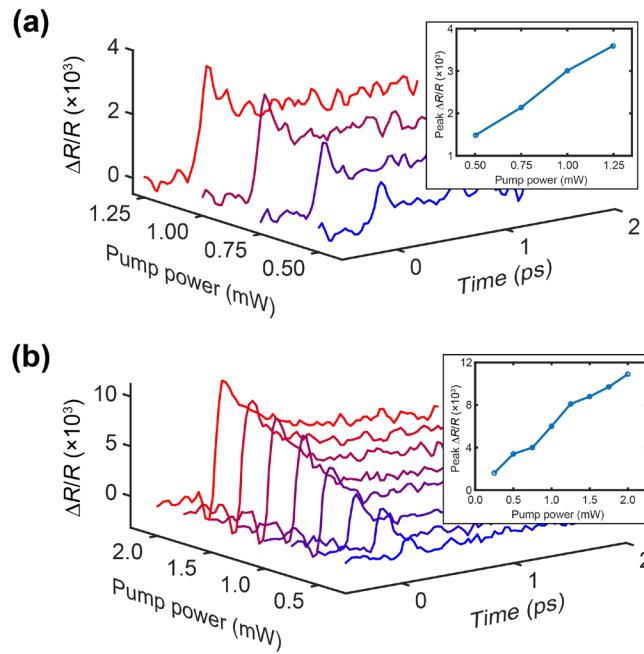 (a)
4
2
0
ΔR/R (×10³)
1.25
1.00
0.75
0.50
Pump power (mW)
0
1
2
Time (ps)
4
3
2
1
Peak ΔR/R (×10³)
0.50 0.75 1.00 1.25
Pump power (mW)
(b)
10
5
0
ΔR/R (×10³)
2.0
1.5
1.0
0.5
Pump power (mW)
0
1
2
Time (ps)
12
8
4
0
Peak ΔR/R (×10³)
0.0 0.5 1.0 1.5 2.0
Pump power (mW)